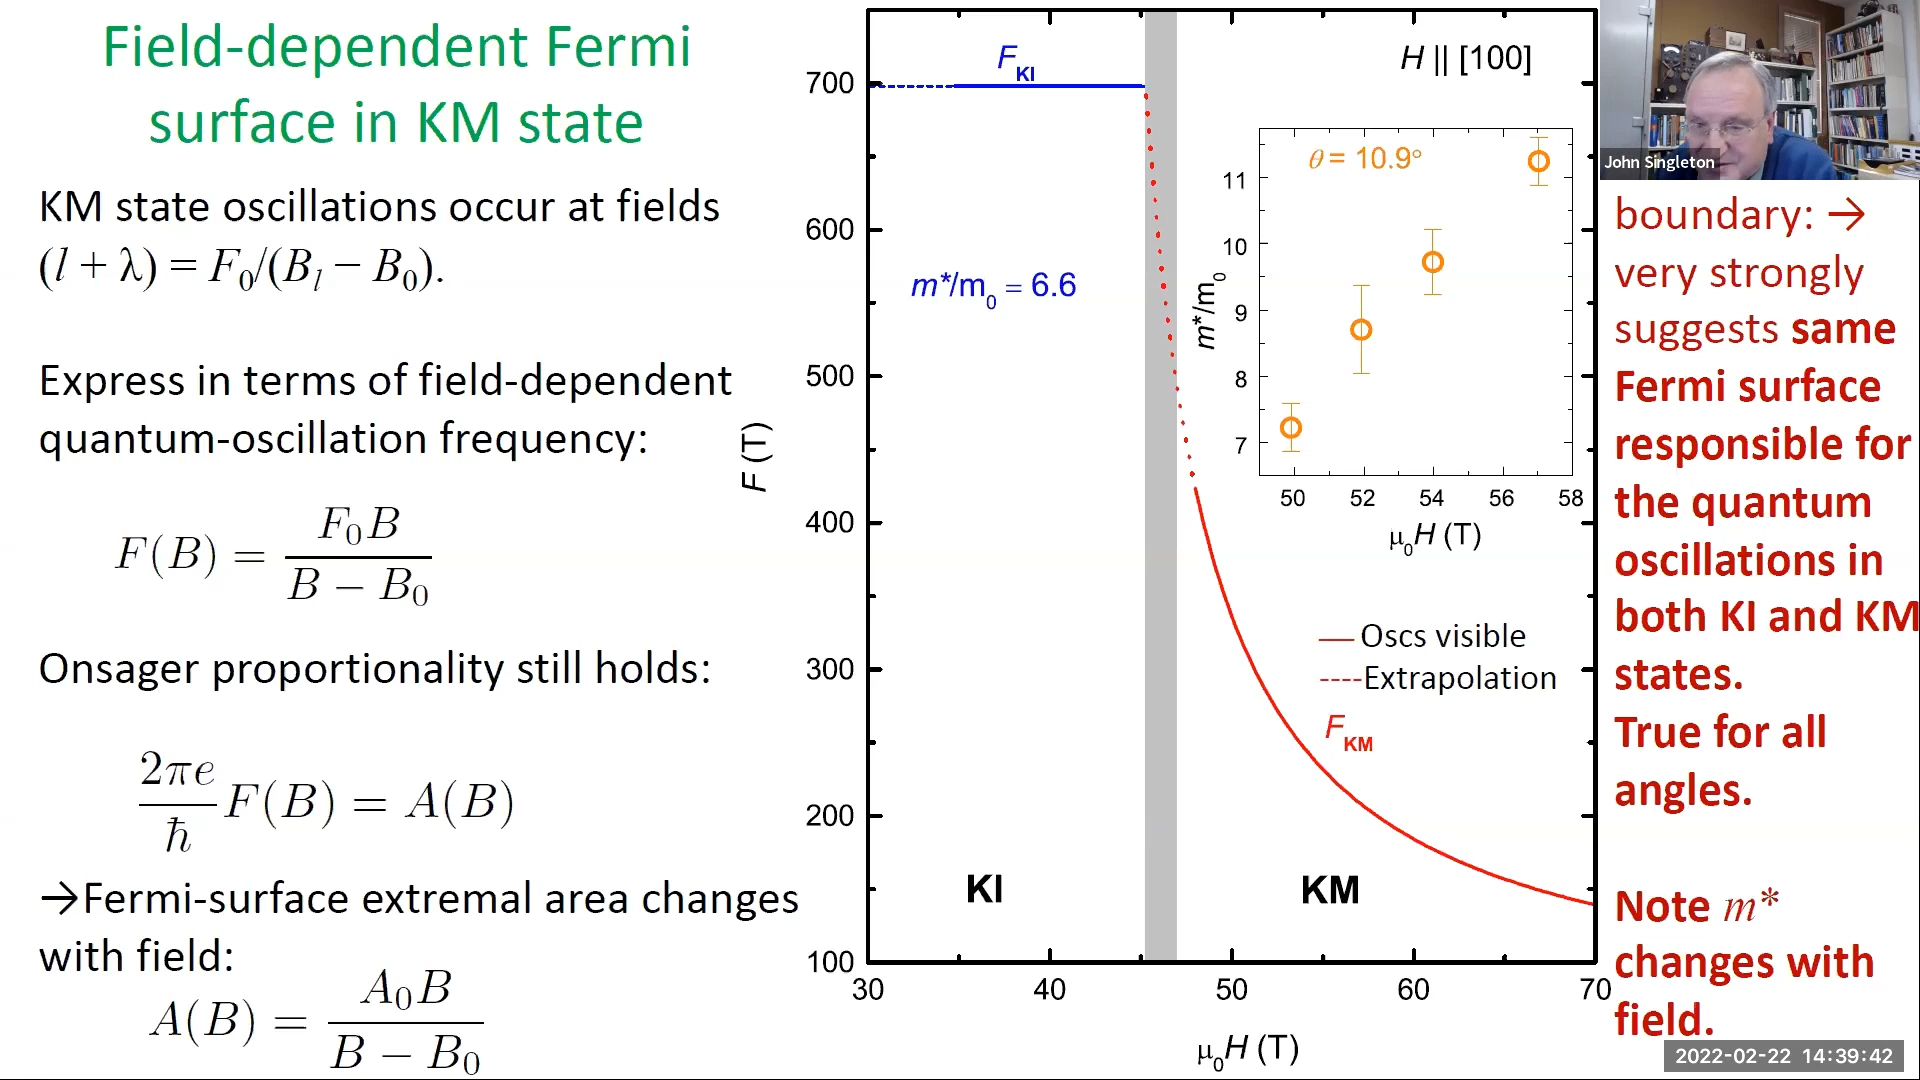 Field-dependent Fermi
surface in KM state
KM state oscillations occur at fields
(l + λ) = F₀/(Bₗ − B₀).
Express in terms of field-dependent
quantum-oscillation frequency:
F(B) = F₀B / (B − B₀)
Onsager proportionality still holds:
2πe/ħ F(B) = A(B)
→Fermi-surface extremal area changes
with field:
A(B) = A₀B / (B − B₀)
F (T)
700
600
500
400
300
200
100
30 40 50 60 70
μ₀H (T)
F_KI
H || [100]
m*/m₀ = 6.6
θ = 10.9°
m*/m₀
11
10
9
8
7
50 52 54 56 58
μ₀H (T)
— Oscs visible
----Extrapolation
F_KM
KI
KM
John Singleton
boundary: →
very strongly
suggests same
Fermi surface
responsible for
the quantum
oscillations in
both KI and KM
states.
True for all
angles.
Note m*
changes with
field.
2022-02-22 14:39:42